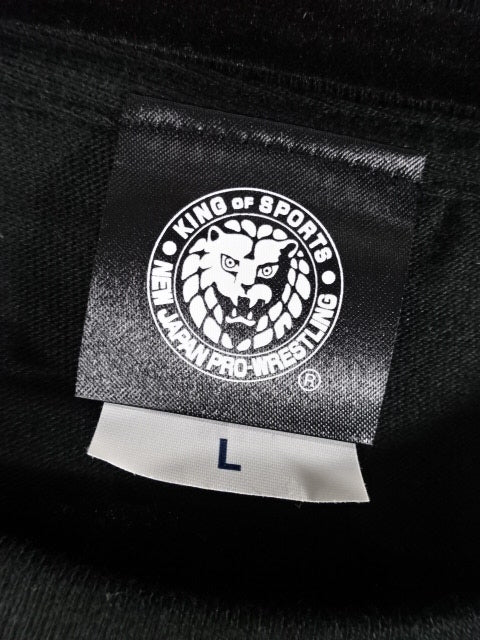 • KING OF SPORTS •
NEW JAPAN PRO-WRESTLING
®
L